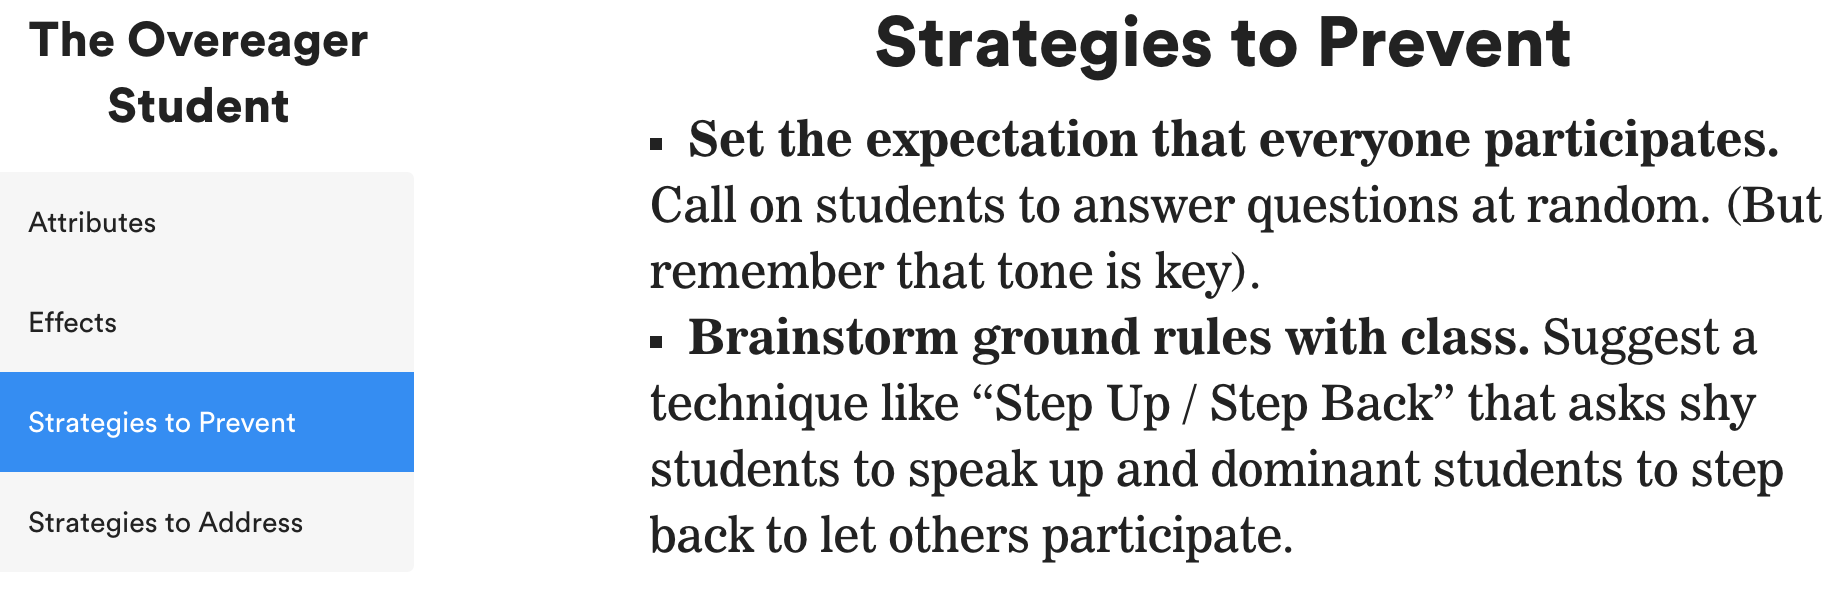 The Overeager
Student
Attributes
Effects
Strategies to Prevent
Strategies to Address
Strategies to Prevent
▪ Set the expectation that everyone participates.
Call on students to answer questions at random. (But
remember that tone is key).
▪ Brainstorm ground rules with class. Suggest a
technique like “Step Up / Step Back” that asks shy
students to speak up and dominant students to step
back to let others participate.